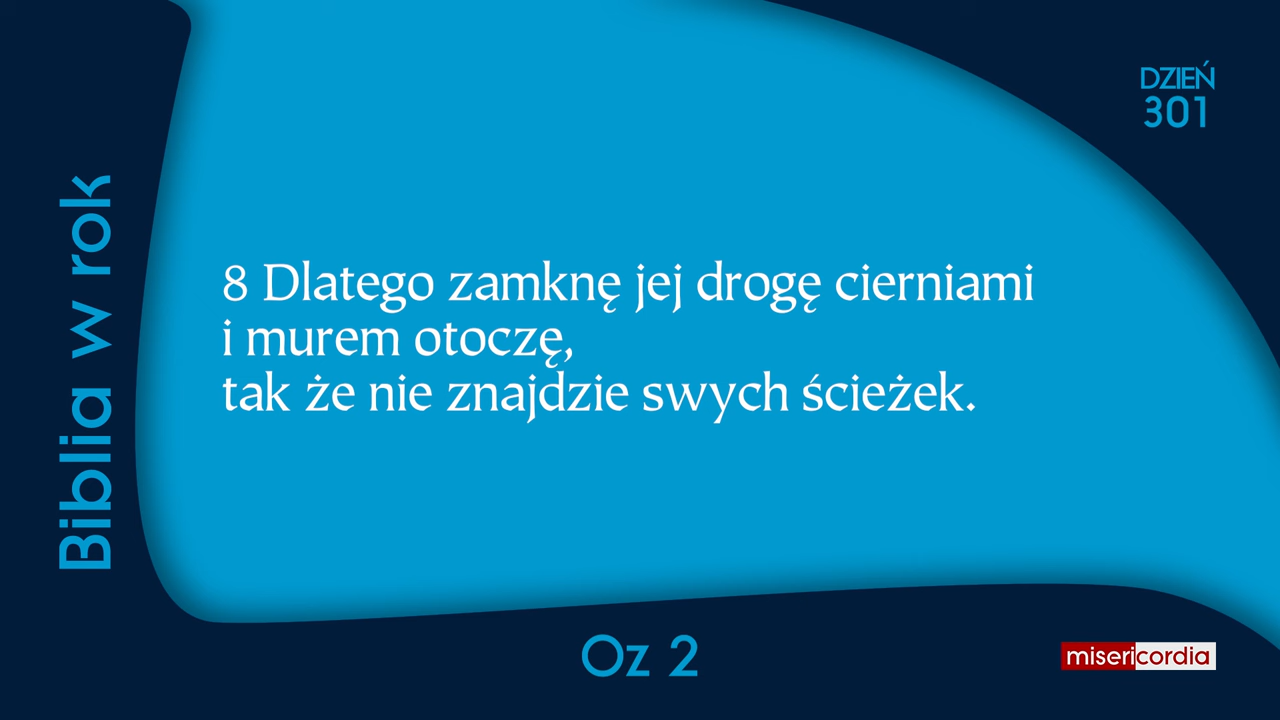 DZIEŃ
301
Biblia w rok
8 Dlatego zamknę jej drogę cierniami
i murem otoczę,
tak że nie znajdzie swych ścieżek.
Oz 2
misericordia